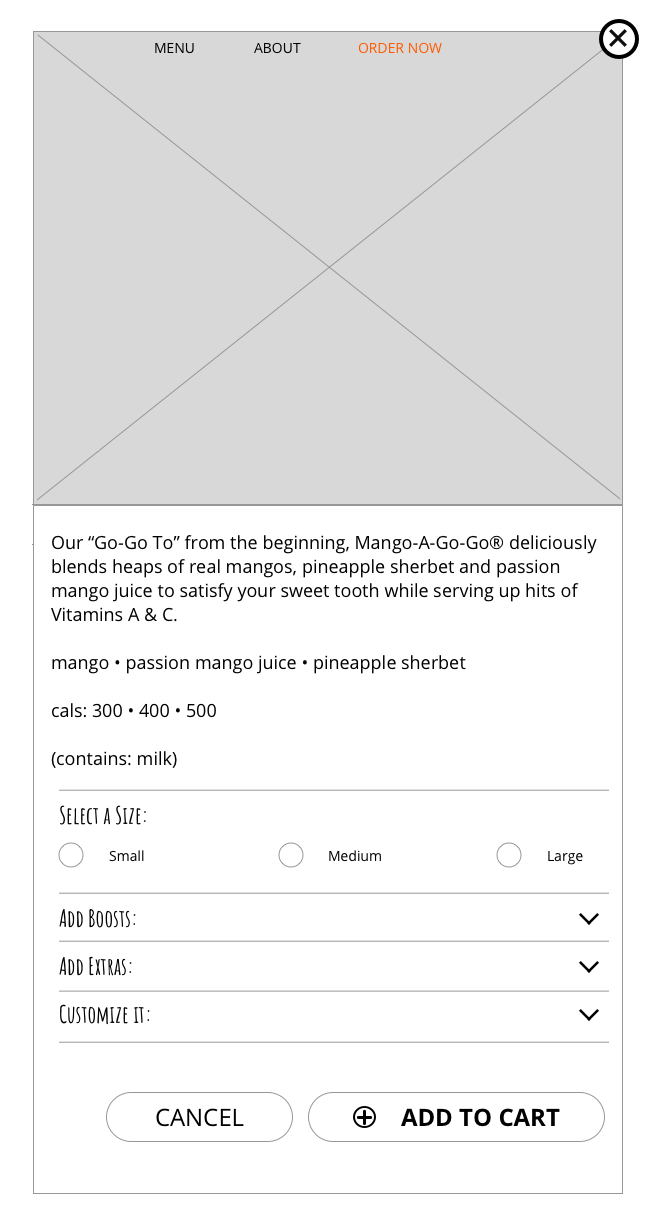 MENU ABOUT ORDER NOW
Our “Go-Go To” from the beginning, Mango-A-Go-Go® deliciously
blends heaps of real mangos, pineapple sherbet and passion
mango juice to satisfy your sweet tooth while serving up hits of
Vitamins A & C.
mango • passion mango juice • pineapple sherbet
cals: 300 • 400 • 500
(contains: milk)
Select a Size:
Small Medium Large
Add Boosts:
Add Extras:
Customize it:
CANCEL ADD TO CART